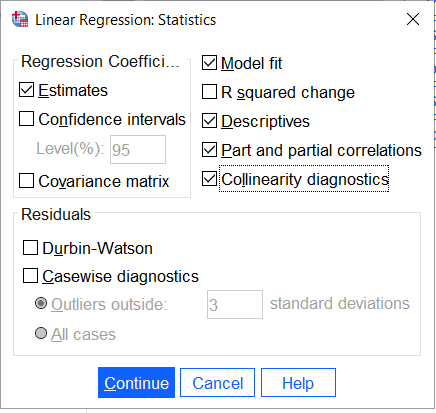 Linear Regression: Statistics
Regression Coeffici...
Estimates
Confidence intervals
Level(%): 95
Covariance matrix
Model fit
R squared change
Descriptives
Part and partial correlations
Collinearity diagnostics
Residuals
Durbin-Watson
Casewise diagnostics
Outliers outside: 3 standard deviations
All cases
Continue Cancel Help